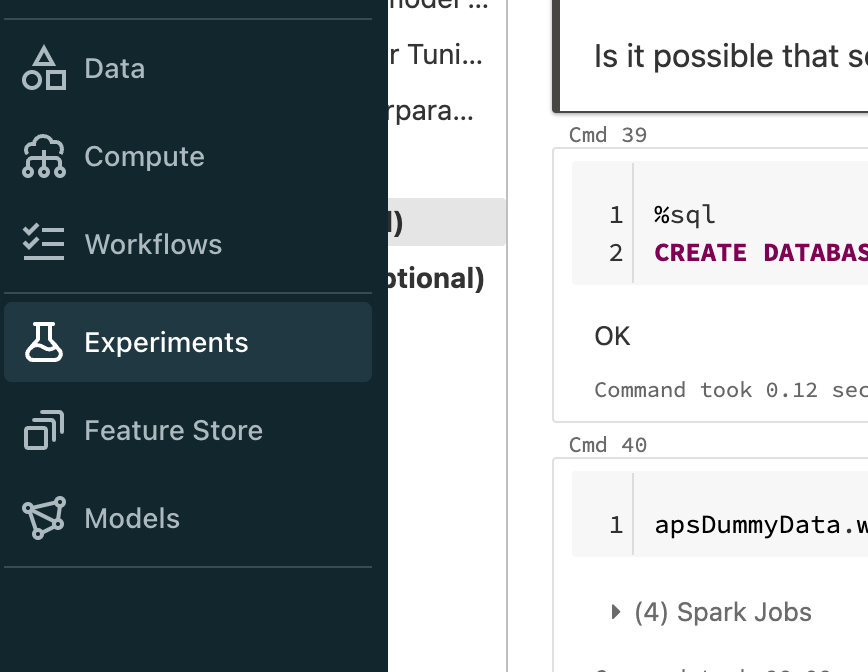 Data
Compute
Workflows
Experiments
Feature Store
Models
r Tuni...
rpara...
)
ptional)
Is it possible that s
Cmd 39
1 %sql
2 CREATE DATABAS
OK
Command took 0.12 sec
Cmd 40
1 apsDummyData.w
(4) Spark Jobs